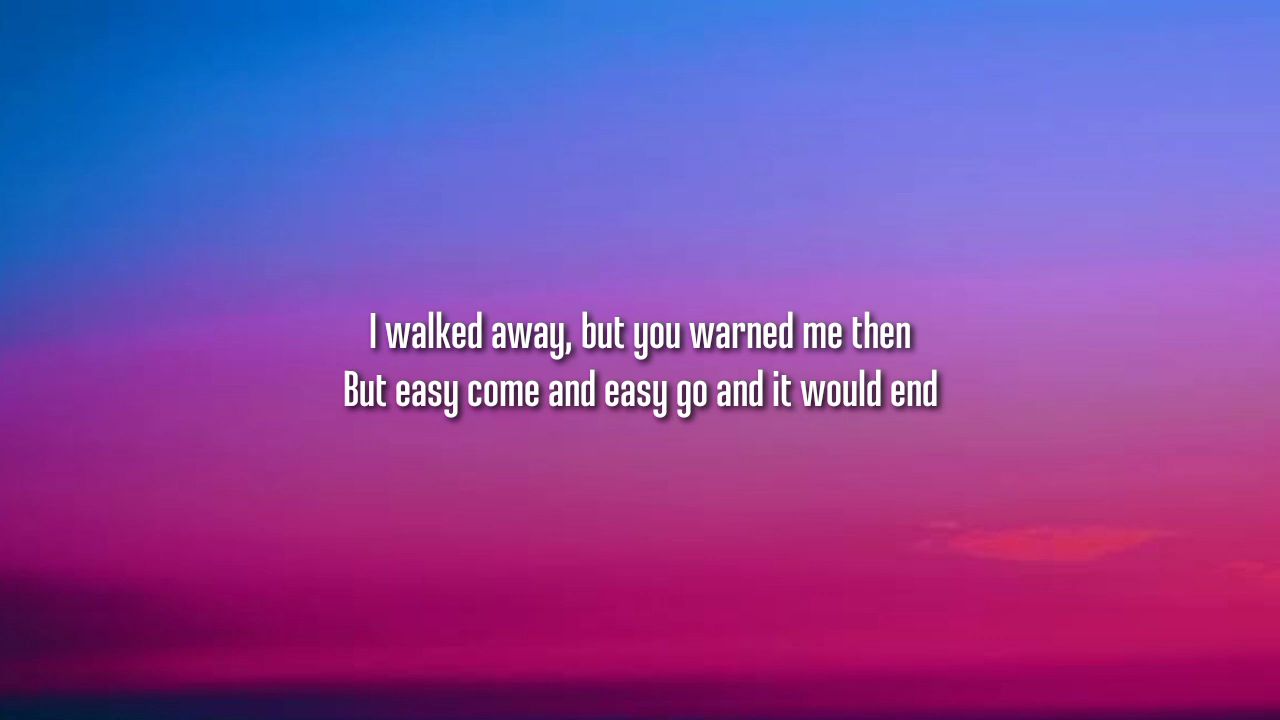 I walked away, but you warned me then
But easy come and easy go and it would end